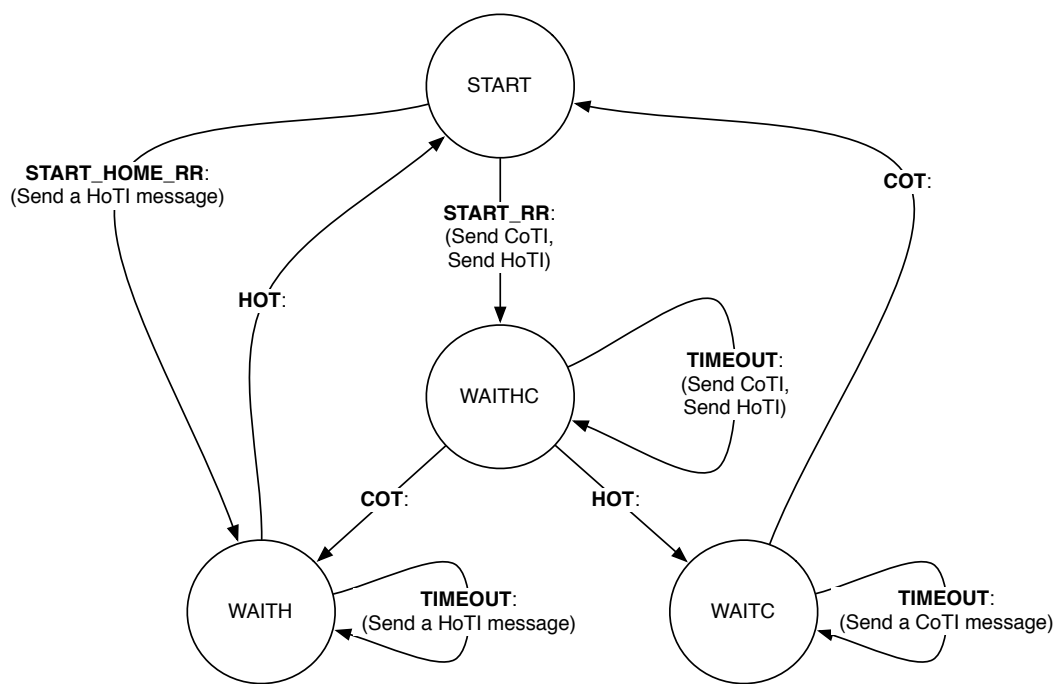 START
START_HOME_RR:
(Send a HoTI message)
COT:
START_RR:
(Send CoTI,
Send HoTI)
HOT:
TIMEOUT:
(Send CoTI,
Send HoTI)
WAITHC
COT:
HOT:
WAITH
TIMEOUT:
(Send a HoTI message)
WAITC
TIMEOUT:
(Send a CoTI message)